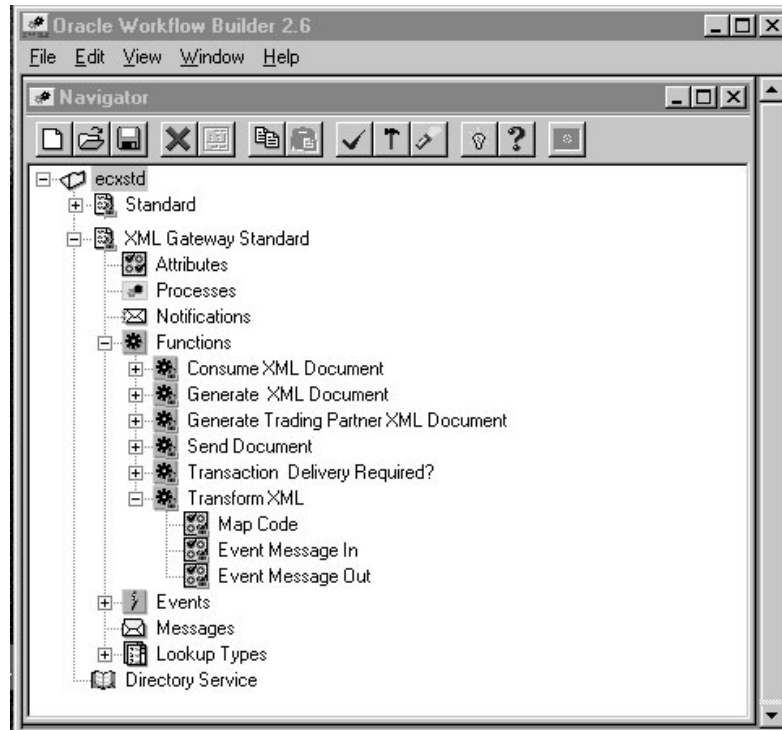 Oracle Workflow Builder 2.6
File Edit View Window Help
Navigator
ecxstd
Standard
XML Gateway Standard
Attributes
Processes
Notifications
Functions
Consume XML Document
Generate XML Document
Generate Trading Partner XML Document
Send Document
Transaction Delivery Required?
Transform XML
Map Code
Event Message In
Event Message Out
Events
Messages
Lookup Types
Directory Service